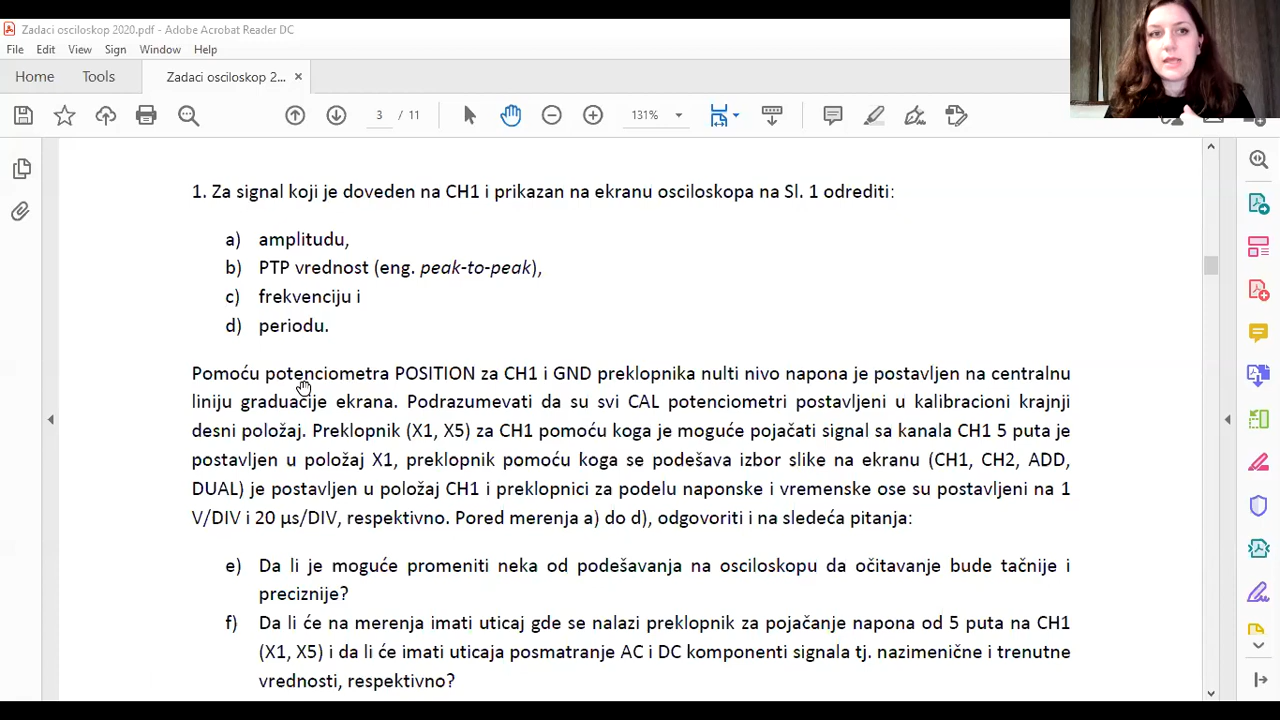 Zadaci osciloskop 2020.pdf - Adobe Acrobat Reader DC
File Edit View Sign Window Help
Home Tools Zadaci osciloskop 2... ×
3 / 11 131%
1. Za signal koji je doveden na CH1 i prikazan na ekranu osciloskopa na Sl. 1 odrediti:
a) amplitudu,
b) PTP vrednost (eng. peak-to-peak),
c) frekvenciju i
d) periodu.
Pomoću potenciometra POSITION za CH1 i GND preklopnika nulti nivo napona je postavljen na centralnu
liniju graduacije ekrana. Podrazumevati da su svi CAL potenciometri postavljeni u kalibracioni krajnji
desni položaj. Preklopnik (X1, X5) za CH1 pomoću koga je moguće pojačati signal sa kanala CH1 5 puta je
postavljen u položaj X1, preklopnik pomoću koga se podešava izbor slike na ekranu (CH1, CH2, ADD,
DUAL) je postavljen u položaj CH1 i preklopnici za podelu naponske i vremenske ose su postavljeni na 1
V/DIV i 20 μs/DIV, respektivno. Pored merenja a) do d), odgovoriti i na sledeća pitanja:
e) Da li je moguće promeniti neka od podešavanja na osciloskopu da očitavanje bude tačnije i
preciznije?
f) Da li će na merenja imati uticaj gde se nalazi preklopnik za pojačanje napona od 5 puta na CH1
(X1, X5) i da li će imati uticaja posmatranje AC i DC komponenti signala tj. nazimenične i trenutne
vrednosti, respektivno?